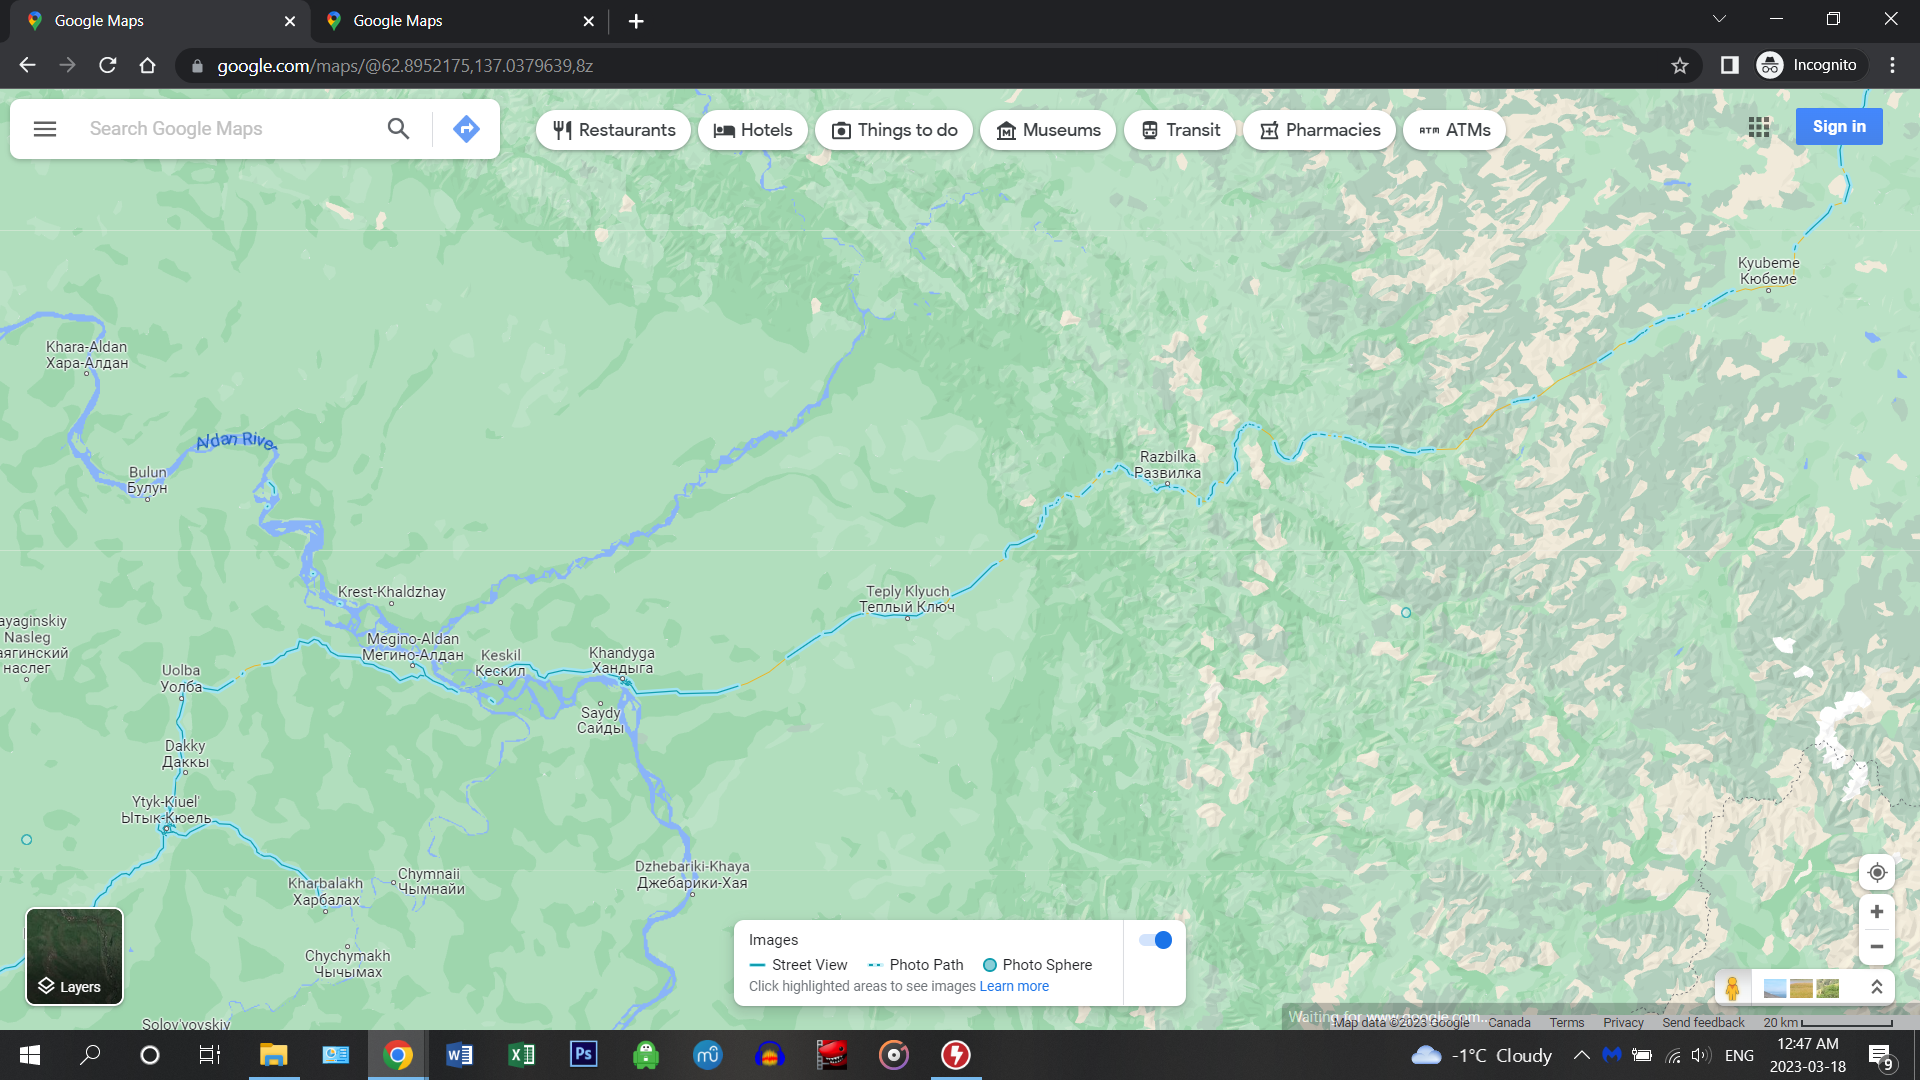 Google Maps
Google Maps
google.com/maps/@62.8952175,137.0379639,8z
Incognito
Search Google Maps
Restaurants
Hotels
Things to do
Museums
Transit
Pharmacies
ATM ATMs
Sign in
Kyubeme
Кюбеме
Khara-Aldan
Хара-Алдан
Aldan River
Bulun
Булун
Razbilka
Развилка
Teply Klyuch
Теплый Ключ
Krest-Khaldzhay
ayaginskiy
Nasleg
аягинский
наслег
Megino-Aldan
Мегино-Алдан
Keskil
Кескил
Khandyga
Хандыга
Uolba
Уолба
Saydy
Сайды
Dakky
Даккы
Ytyk-Kiuel'
Ытык-Кюель
Chymnaii
Чымнайи
Kharbalakh
Харбалах
Dzhebariki-Khaya
Джебарики-Хая
Chychymakh
Чычымах
Solov'yovskiy
Layers
Images
Street View
Photo Path
Photo Sphere
Click highlighted areas to see images Learn more
Waiting for www.google.com...
Map data ©2023 Google
Canada
Terms
Privacy
Send feedback
20 km
W
X
Ps
mu
-1°C Cloudy
ENG
12:47 AM
2023-03-18
9